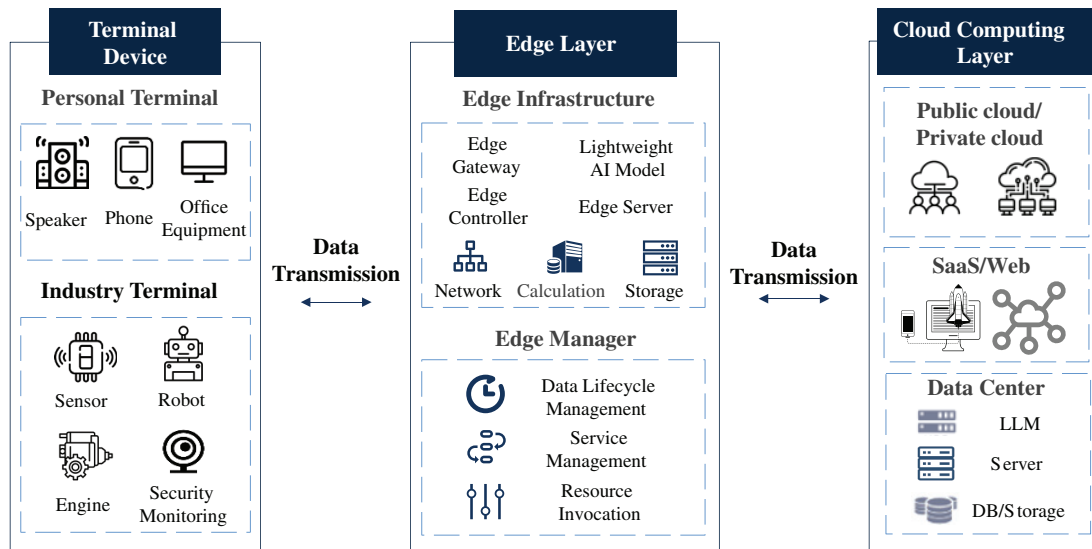 Terminal
Device
Personal Terminal
Speaker
Phone
Office
Equipment
Industry Terminal
Sensor
Robot
Engine
Security
Monitoring
Data
Transmission
Edge Layer
Edge Infrastructure
Edge
Gateway
Lightweight
AI Model
Edge
Controller
Edge Server
Network
Calculation
Storage
Edge Manager
Data Lifecycle
Management
Service
Management
Resource
Invocation
Data
Transmission
Cloud Computing
Layer
Public cloud/
Private cloud
SaaS/Web
Data Center
LLM
Server
DB/Storage